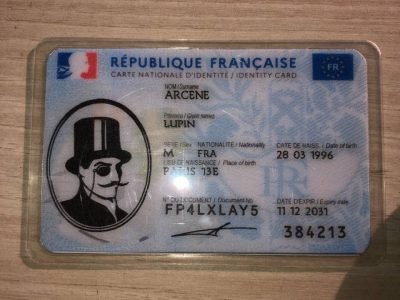 RÉPUBLIQUE FRANÇAISE
FR
CARTE NATIONALE D'IDENTITÉ / IDENTITY CARD
NOM / Surname
ARCENE
Prénoms / Given names
LUPIN
SEXE / Sex NATIONALITÉ / Nationality DATE DE NAISS. / Date of birth
M FRA 28 03 1996
LIEU DE NAISSANCE / Place of birth
PARIS 13E
N° DU DOCUMENT / Document No DATE D'EXPIR. / Expiry date
FP4LXLAY5 11 12 2031
384213